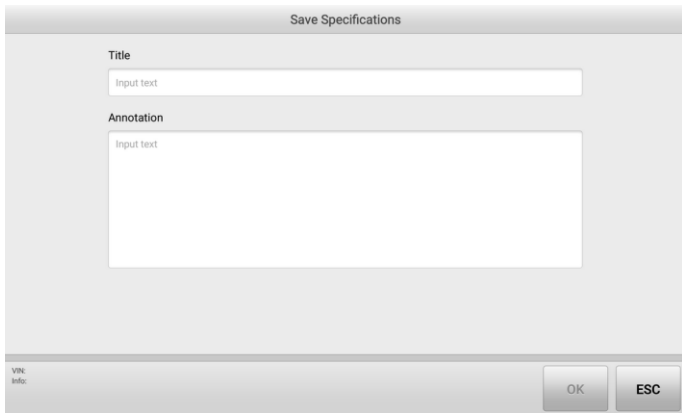 Save Specifications
Title
Input text
Annotation
Input text
VIN:
Info:
OK
ESC